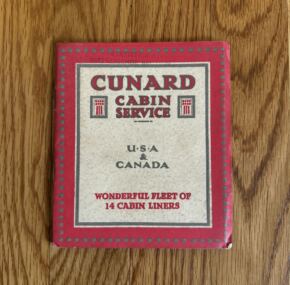 CUNARD
CABIN
SERVICE
U·S·A
&
CANADA
WONDERFUL FLEET OF
14 CABIN LINERS